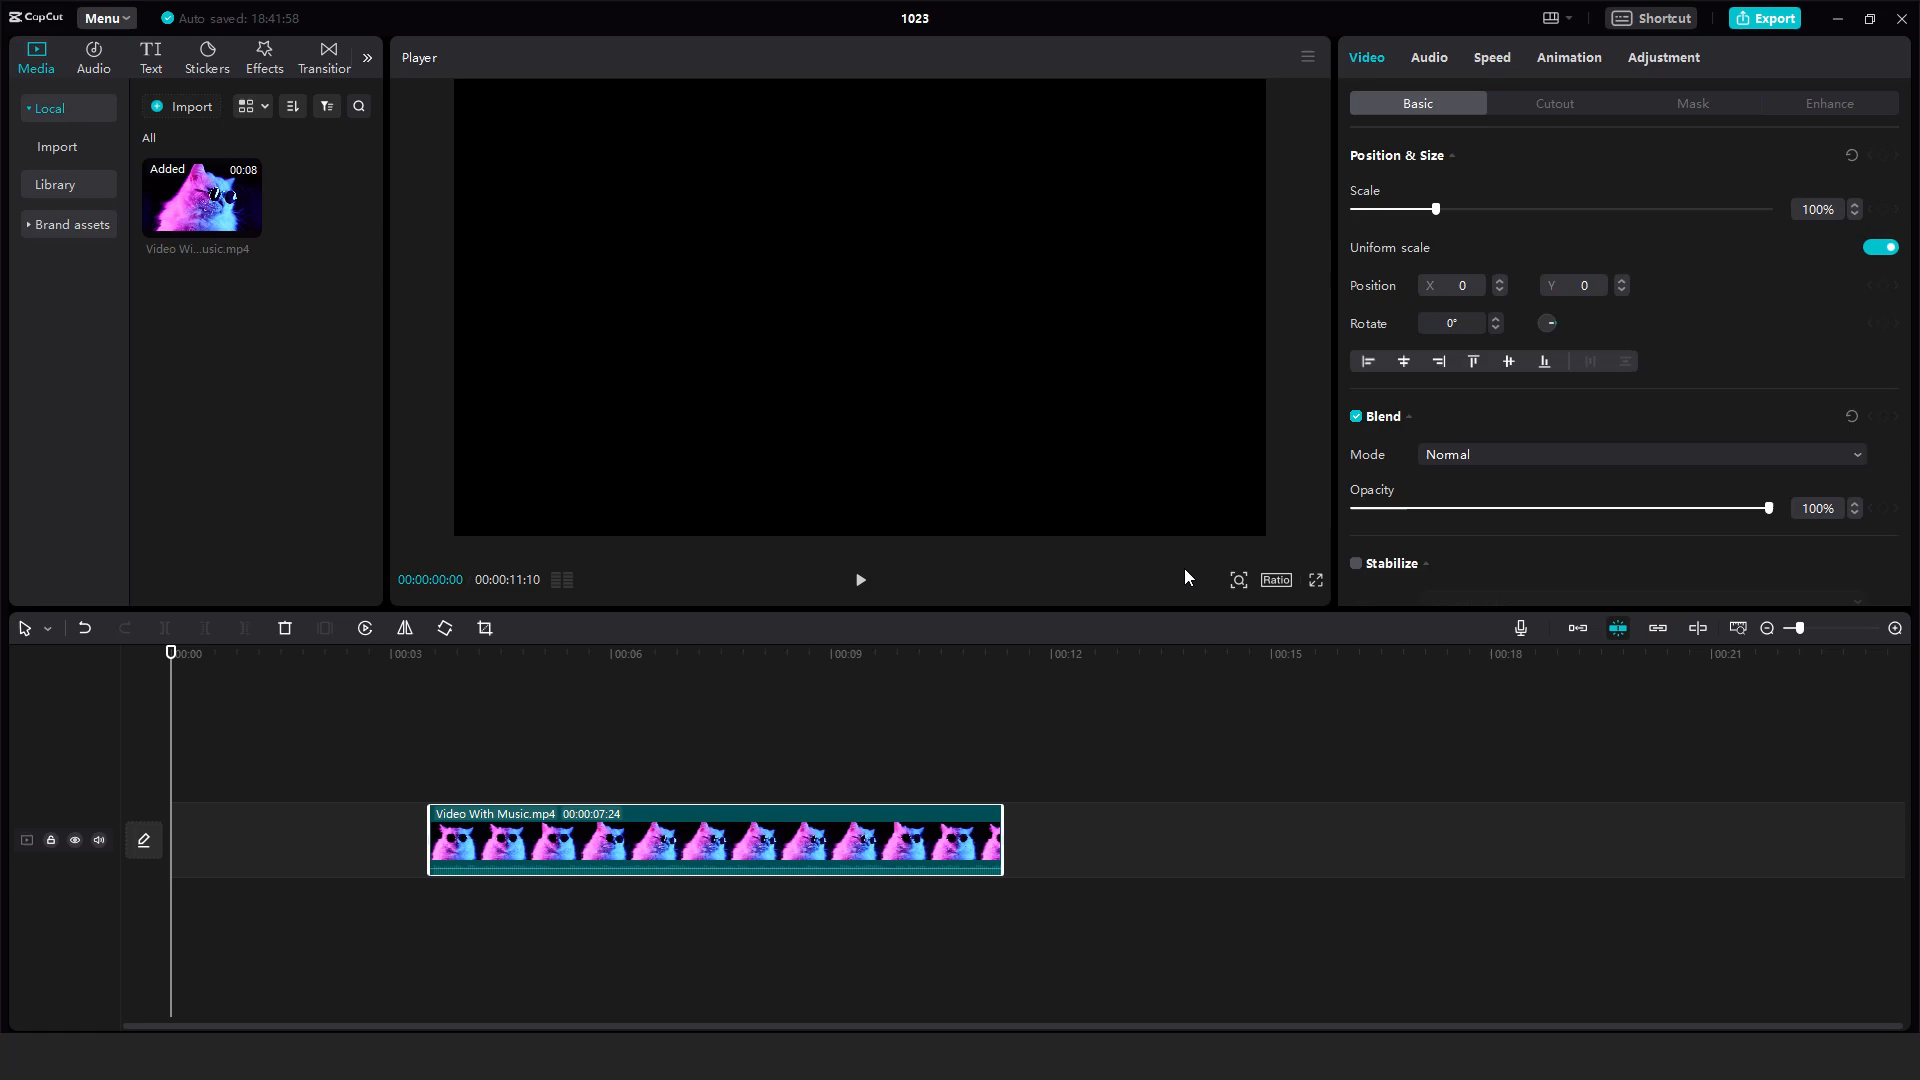 CapCut
Menu
Auto saved: 18:41:58
1023
Shortcut
Export
Media
Audio
TI
Text
Stickers
Effects
Transition
Local
Import
Library
Brand assets
Import
All
Added
00:08
Video Wi...usic.mp4
Player
00:00:00:00
00:00:11:10
Ratio
Video
Audio
Speed
Animation
Adjustment
Basic
Cutout
Mask
Enhance
Position & Size
Scale
100%
Uniform scale
Position
X 0
Y 0
Rotate
0°
Blend
Mode
Normal
Opacity
100%
Stabilize
00:00
00:03
00:06
00:09
00:12
00:15
00:18
00:21
Video With Music.mp4 00:00:07:24